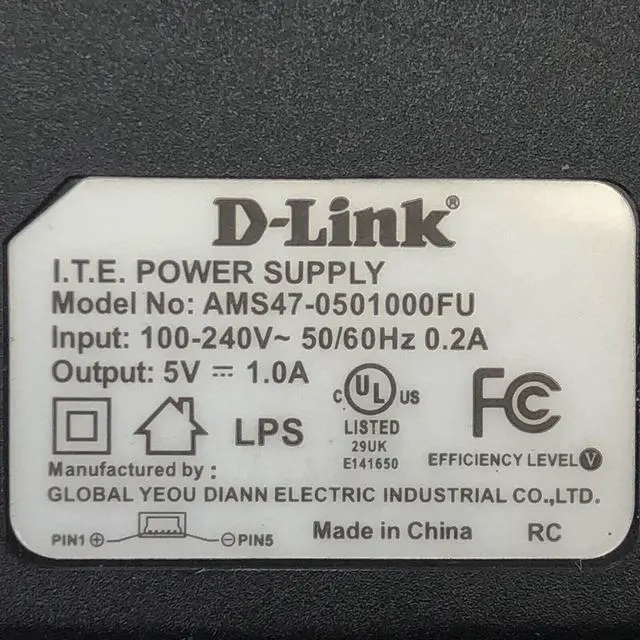 D-Link®
I.T.E. POWER SUPPLY
Model No: AMS47-0501000FU
Input: 100-240V~ 50/60Hz 0.2A
Output: 5V ⎓ 1.0A
LPS
c UL US
LISTED
29UK
E141650
FC
EFFICIENCY LEVEL V
Manufactured by :
GLOBAL YEOU DIANN ELECTRIC INDUSTRIAL CO.,LTD.
PIN1 ⊕ ⊖ PIN5
Made in China
RC